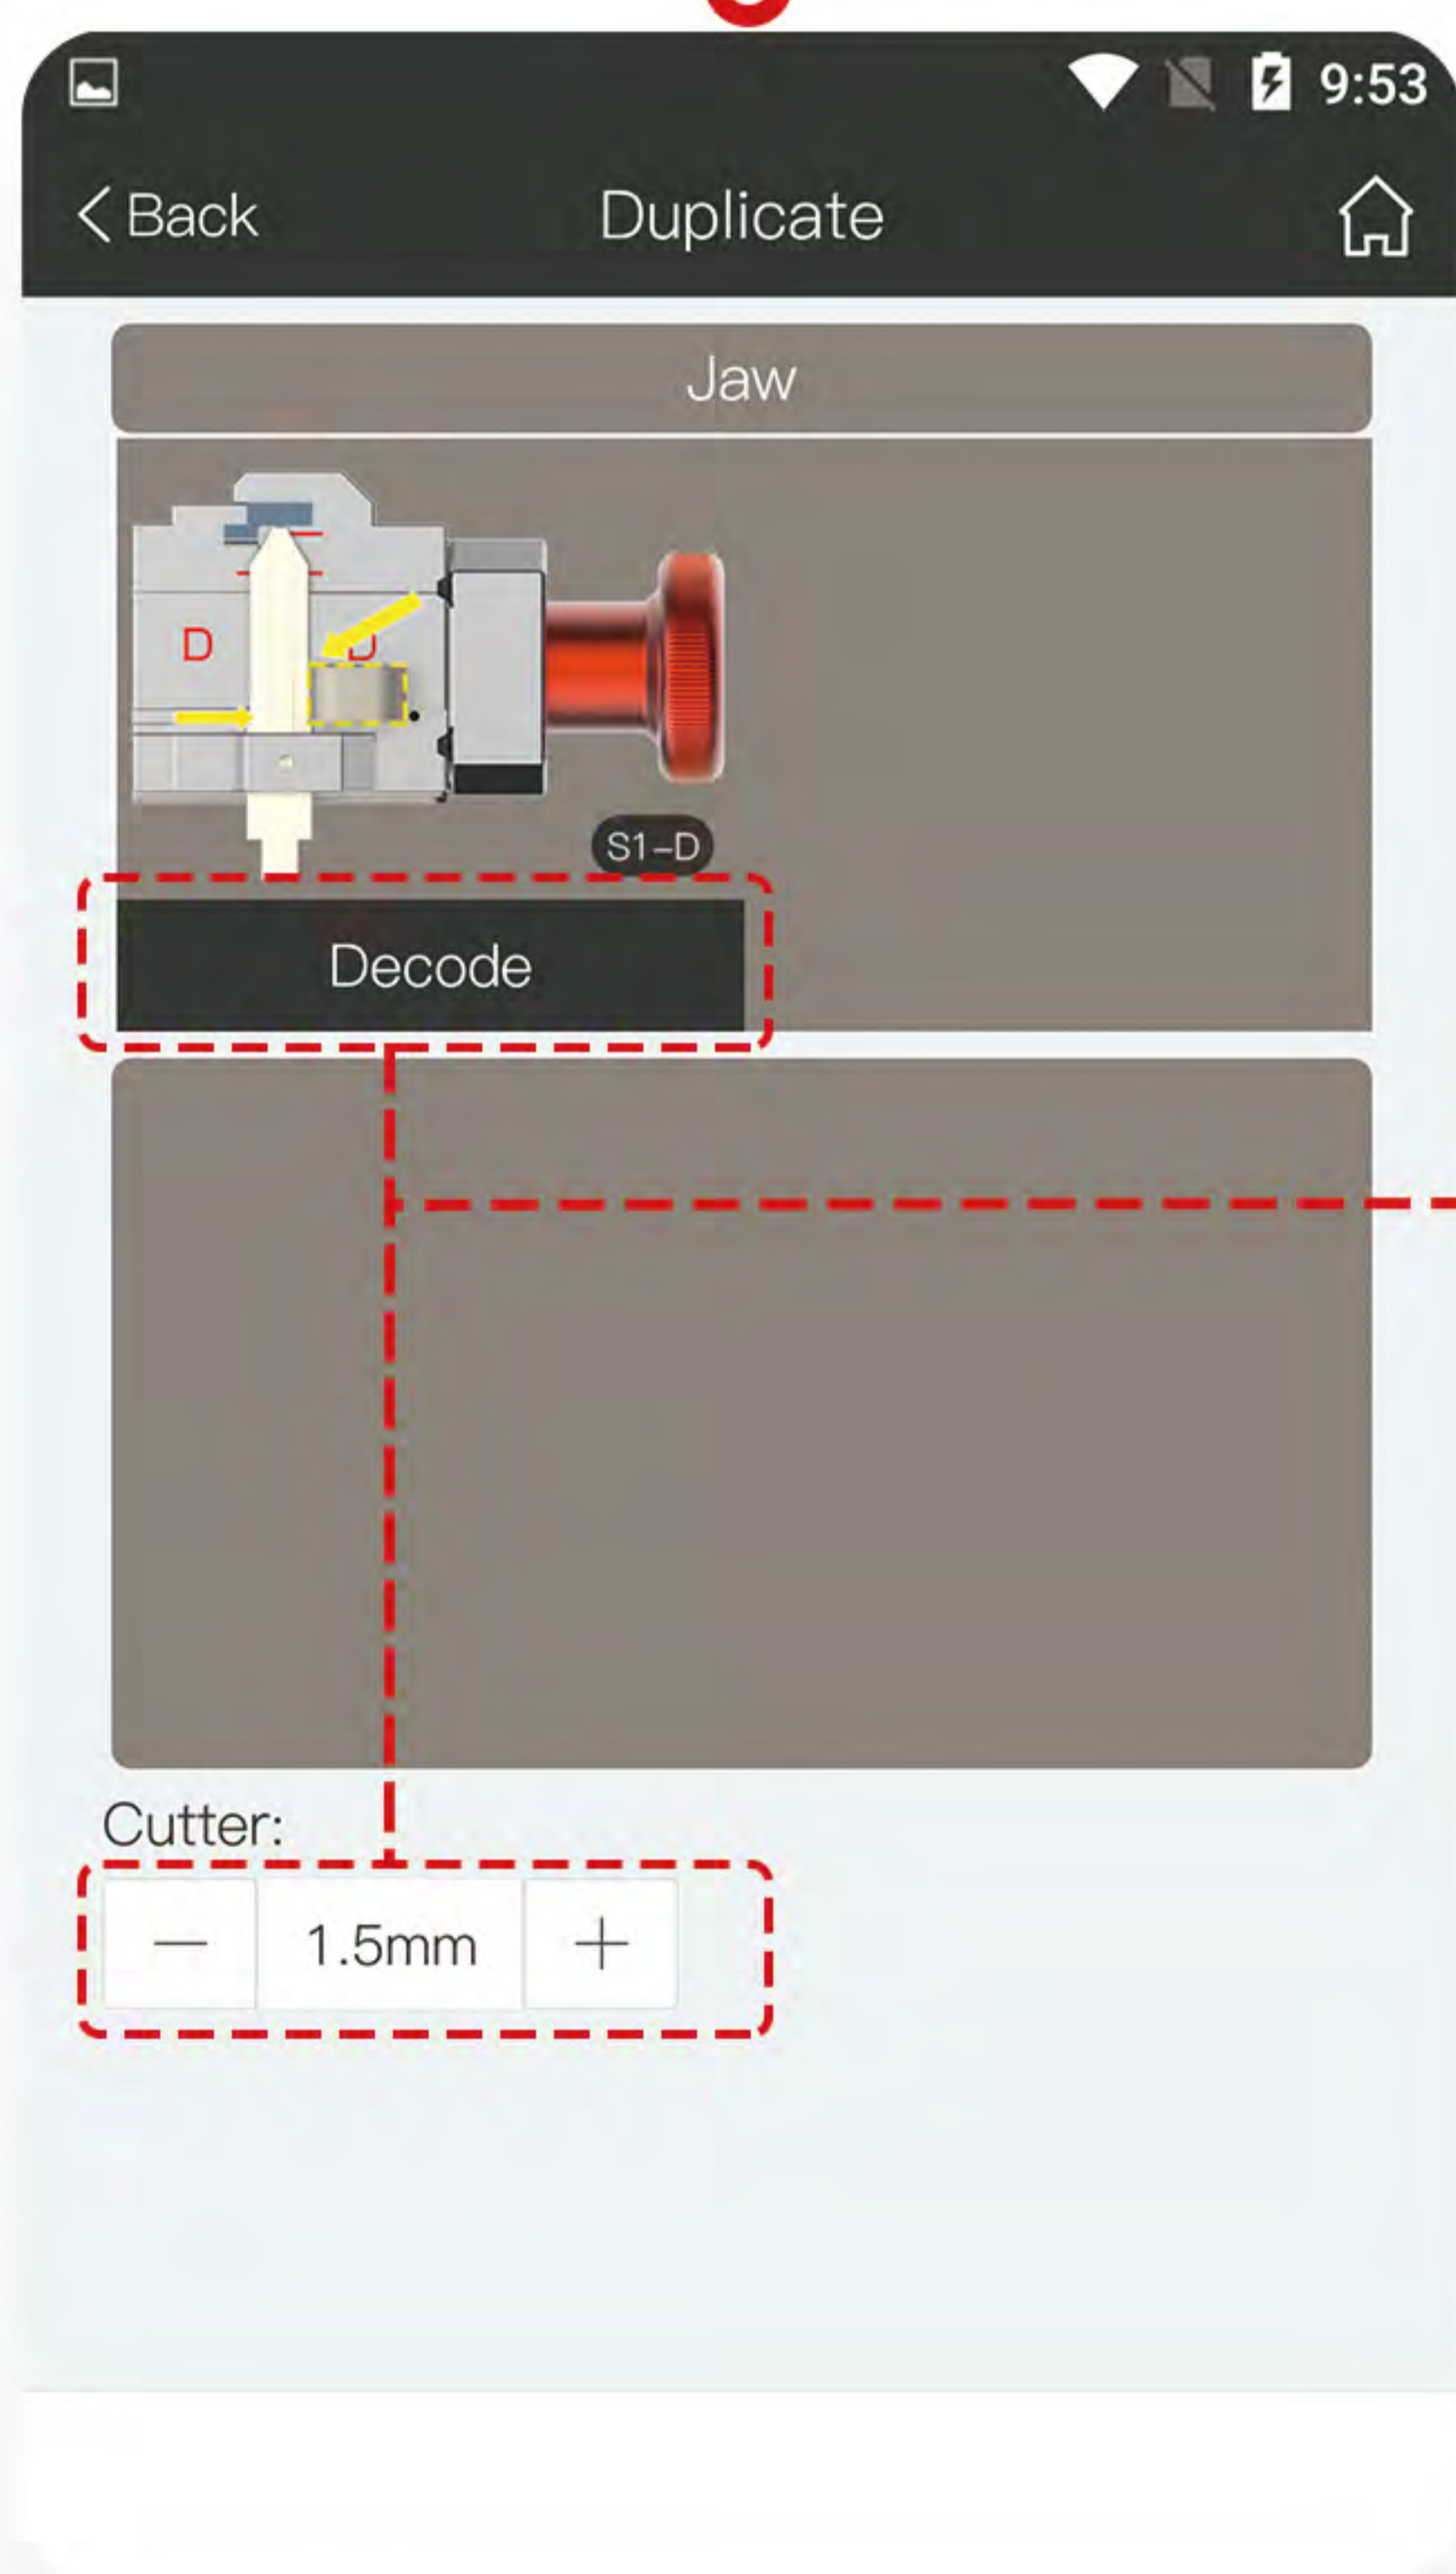 9:53
Back
Duplicate
Jaw
D
D
S1-D
Decode
Cutter:
1.5mm